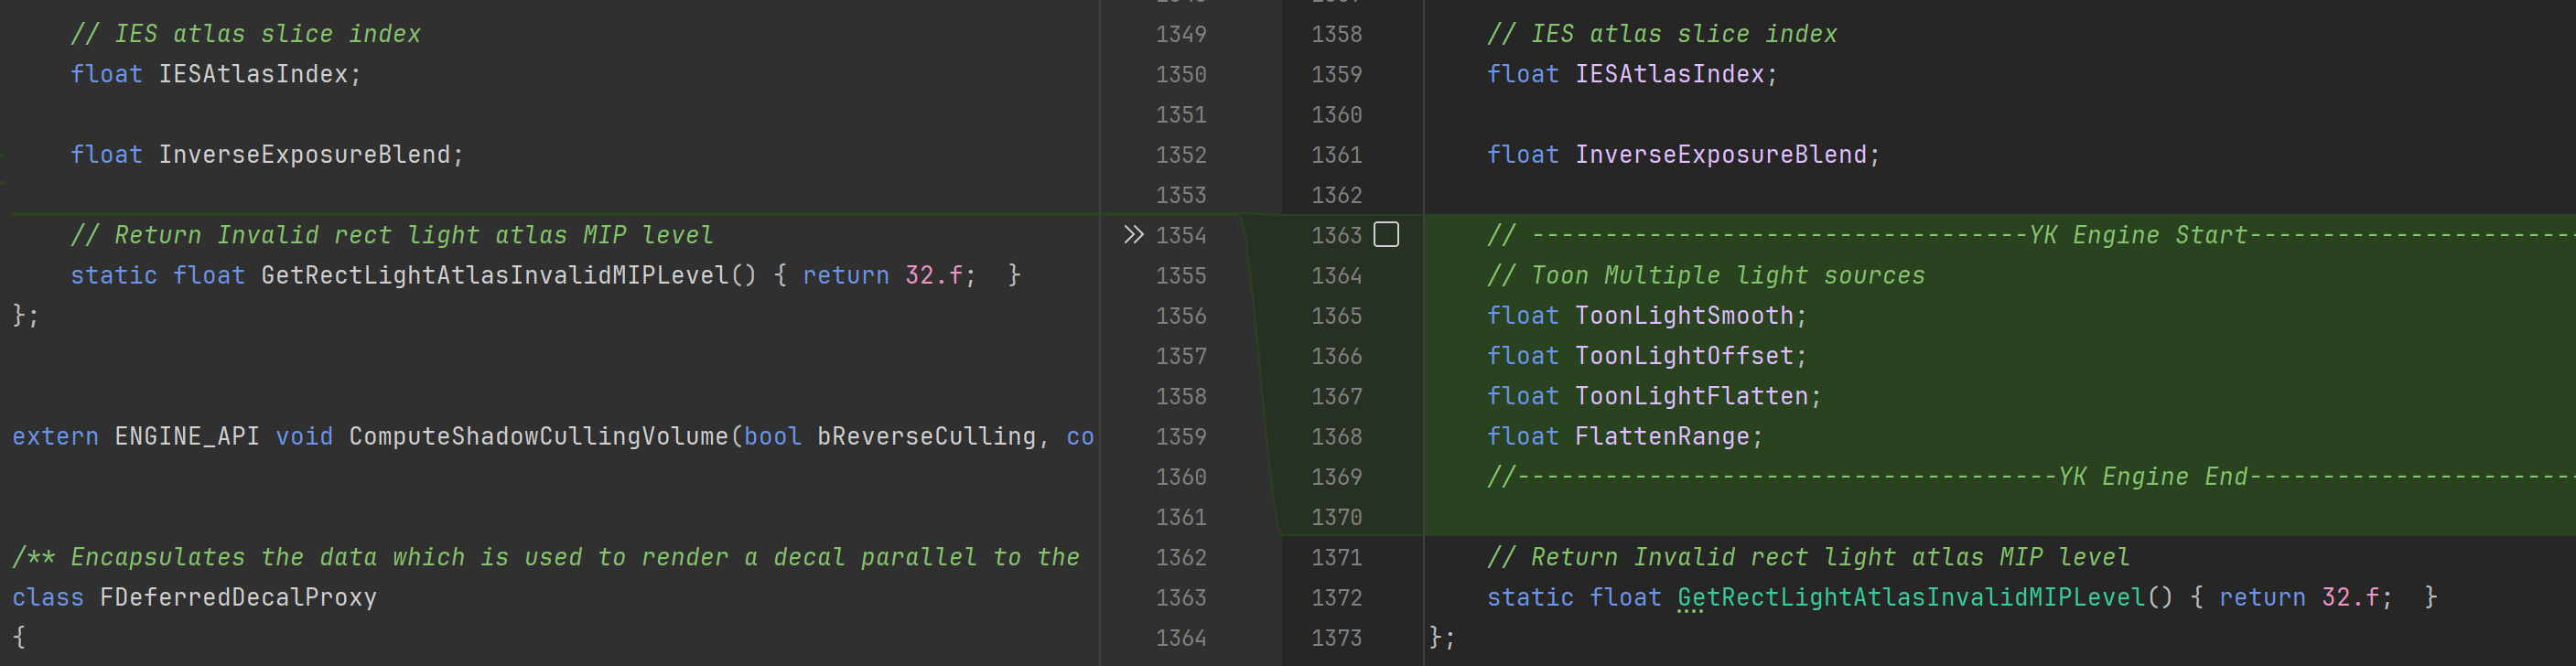 // IES atlas slice index
float IESAtlasIndex;
float InverseExposureBlend;
// Return Invalid rect light atlas MIP level
static float GetRectLightAtlasInvalidMIPLevel() { return 32.f;  }
};
extern ENGINE_API void ComputeShadowCullingVolume(bool bReverseCulling, co
/** Encapsulates the data which is used to render a decal parallel to the
class FDeferredDecalProxy
{
1349 1358
1350 1359
1351 1360
1352 1361
1353 1362
>> 1354 1363
1355 1364
1356 1365
1357 1366
1358 1367
1359 1368
1360 1369
1361 1370
1362 1371
1363 1372
1364 1373
// IES atlas slice index
float IESAtlasIndex;
float InverseExposureBlend;
// ----------------------------------YK Engine Start-----------------------
// Toon Multiple light sources
float ToonLightSmooth;
float ToonLightOffset;
float ToonLightFlatten;
float FlattenRange;
//-------------------------------------YK Engine End-----------------------
// Return Invalid rect light atlas MIP level
static float GetRectLightAtlasInvalidMIPLevel() { return 32.f;  }
};